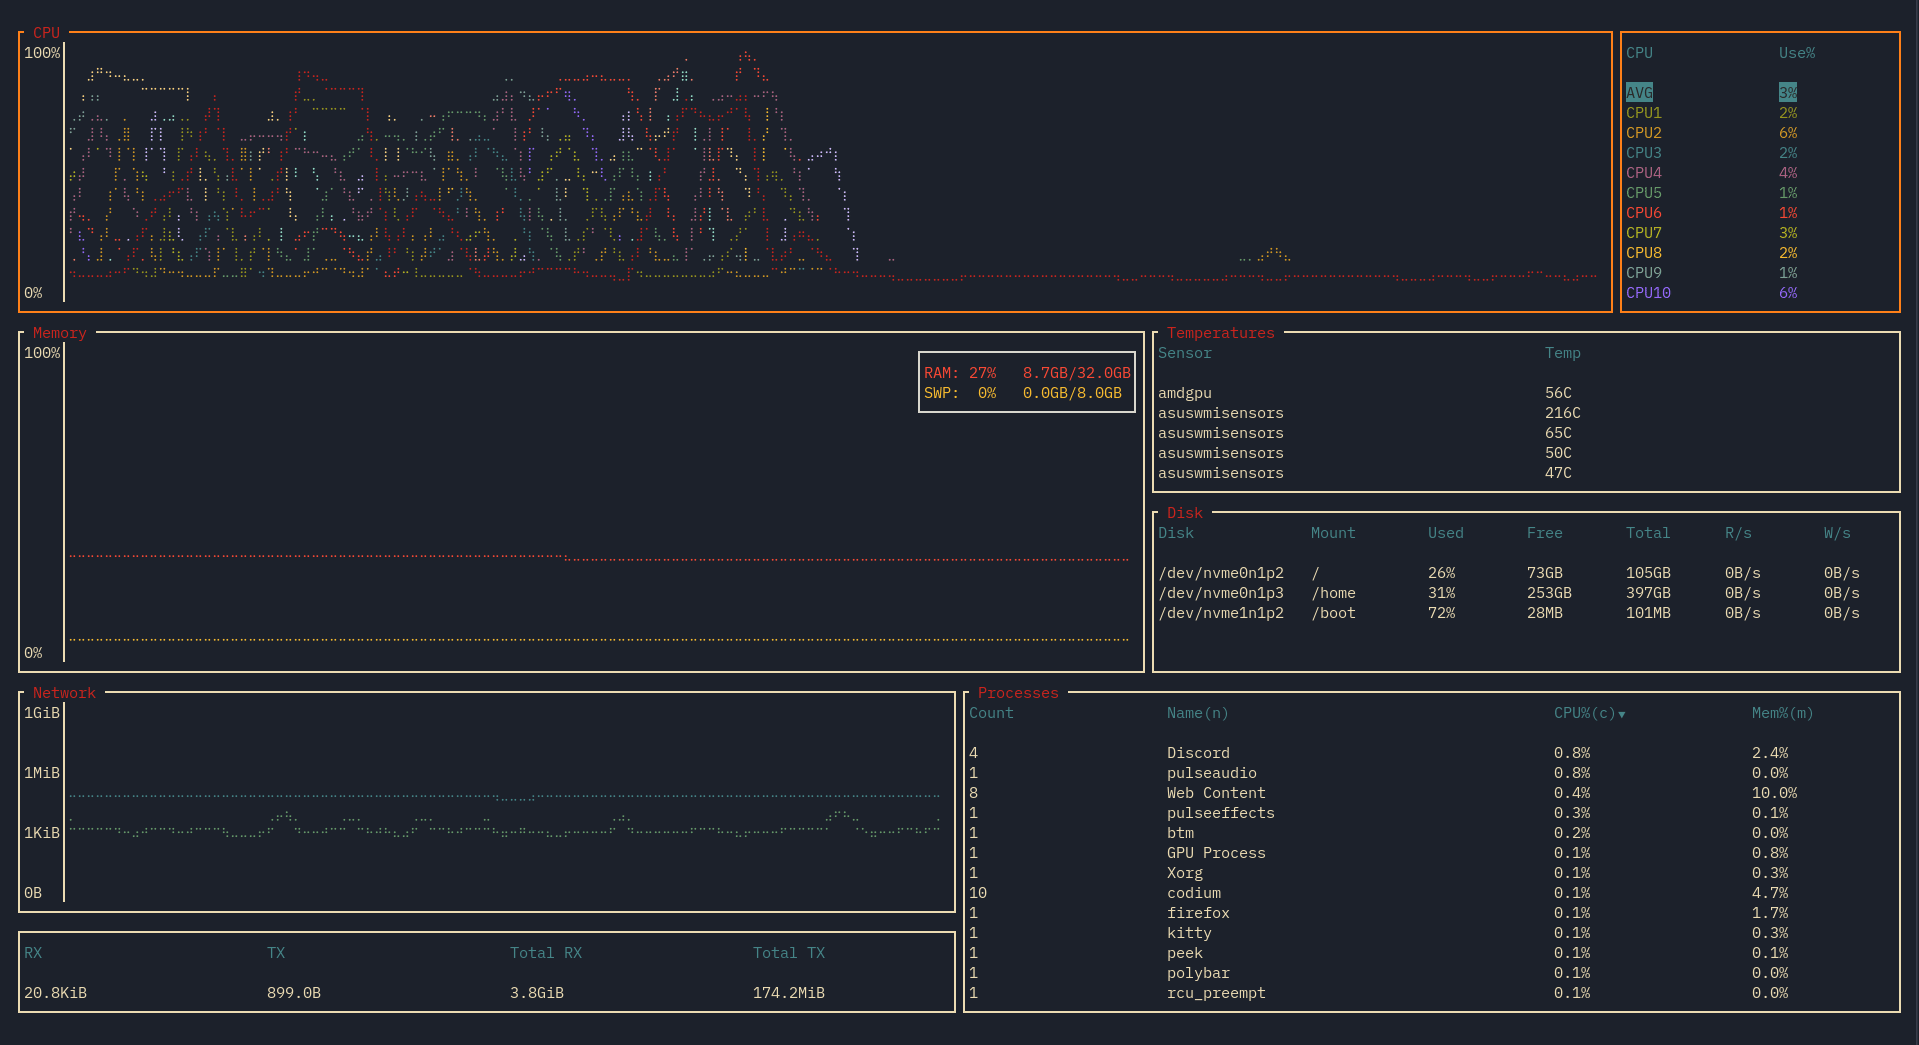 CPU
100%
0%
CPU Use%
AVG 3%
CPU1 2%
CPU2 6%
CPU3 2%
CPU4 4%
CPU5 1%
CPU6 1%
CPU7 3%
CPU8 2%
CPU9 1%
CPU10 6%
Memory
100%
RAM: 27% 8.7GB/32.0GB
SWP: 0% 0.0GB/8.0GB
0%
Temperatures
Sensor Temp
amdgpu 56C
asuswmisensors 216C
asuswmisensors 65C
asuswmisensors 50C
asuswmisensors 47C
Disk
Disk Mount Used Free Total R/s W/s
/dev/nvme0n1p2 / 26% 73GB 105GB 0B/s 0B/s
/dev/nvme0n1p3 /home 31% 253GB 397GB 0B/s 0B/s
/dev/nvme1n1p2 /boot 72% 28MB 101MB 0B/s 0B/s
Network
1GiB
1MiB
1KiB
0B
RX TX Total RX Total TX
20.8KiB 899.0B 3.8GiB 174.2MiB
Processes
Count Name(n) CPU%(c)▼ Mem%(m)
4 Discord 0.8% 2.4%
1 pulseaudio 0.8% 0.0%
8 Web Content 0.4% 10.0%
1 pulseeffects 0.3% 0.1%
1 btm 0.2% 0.0%
1 GPU Process 0.1% 0.8%
1 Xorg 0.1% 0.3%
10 codium 0.1% 4.7%
1 firefox 0.1% 1.7%
1 kitty 0.1% 0.3%
1 peek 0.1% 0.1%
1 polybar 0.1% 0.0%
1 rcu_preempt 0.1% 0.0%